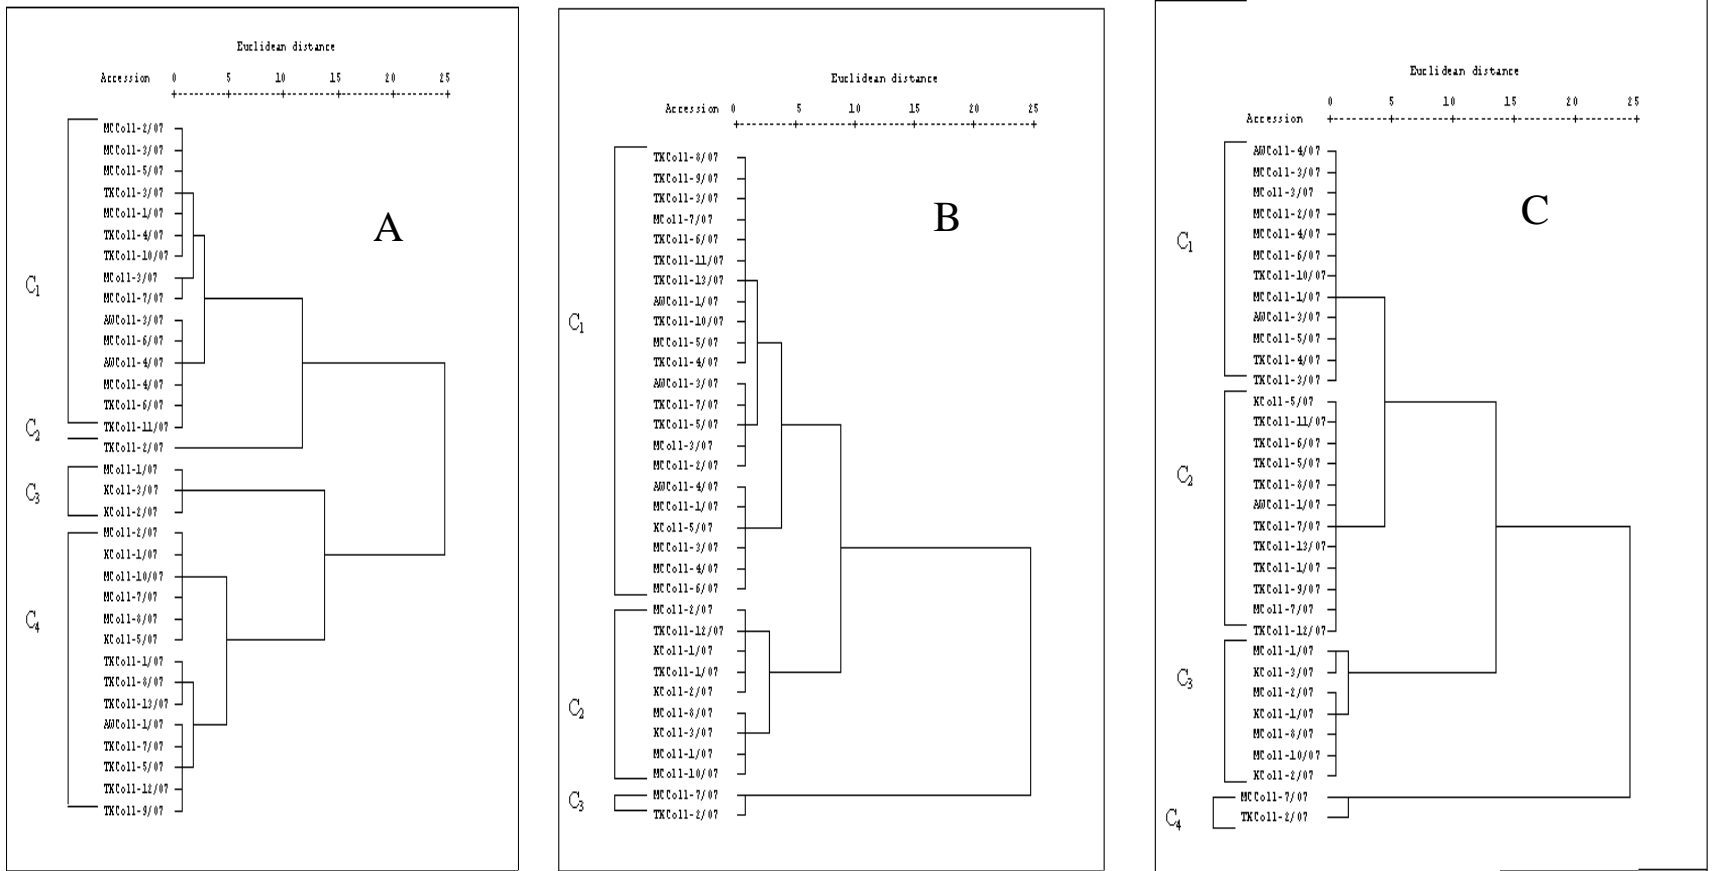 Euclidean distance
Accession 0 5 10 15 20 25
MCColl-2/07
MCColl-3/07
MCColl-5/07
TKColl-3/07
MCColl-1/07
TKColl-4/07
TKColl-10/07
MColl-3/07
MCColl-7/07
AWColl-3/07
MCColl-6/07
AWColl-4/07
MCColl-4/07
TKColl-6/07
TKColl-11/07
TKColl-2/07
MColl-1/07
KColl-3/07
KColl-2/07
MColl-2/07
KColl-1/07
MColl-10/07
MColl-7/07
MColl-8/07
KColl-5/07
TKColl-1/07
TKColl-8/07
TKColl-13/07
AWColl-1/07
TKColl-7/07
TKColl-5/07
TKColl-12/07
TKColl-9/07
C1
C2
C3
C4
A
Euclidean distance
Accession 0 5 10 15 20 25
TKColl-8/07
TKColl-9/07
TKColl-3/07
MColl-7/07
TKColl-6/07
TKColl-11/07
TKColl-13/07
AWColl-1/07
TKColl-10/07
MCColl-5/07
TKColl-4/07
AWColl-3/07
TKColl-7/07
TKColl-5/07
MColl-3/07
MCColl-2/07
AWColl-4/07
MCColl-1/07
KColl-5/07
MCColl-3/07
MCColl-4/07
MCColl-6/07
MColl-2/07
TKColl-12/07
KColl-1/07
TKColl-1/07
KColl-2/07
MColl-8/07
KColl-3/07
MColl-1/07
MColl-10/07
MCColl-7/07
TKColl-2/07
C1
C2
C3
B
Euclidean distance
0 5 10 15 20 25
Accession
AWColl-4/07
MCColl-3/07
MColl-3/07
MCColl-2/07
MCColl-4/07
MCColl-6/07
TKColl-10/07
MCColl-1/07
AWColl-3/07
MCColl-5/07
TKColl-4/07
TKColl-3/07
KColl-5/07
TKColl-11/07
TKColl-6/07
TKColl-5/07
TKColl-8/07
AWColl-1/07
TKColl-7/07
TKColl-13/07
TKColl-1/07
TKColl-9/07
MColl-7/07
TKColl-12/07
MColl-1/07
KColl-3/07
MColl-2/07
KColl-1/07
MColl-8/07
MColl-10/07
KColl-2/07
MCColl-7/07
TKColl-2/07
C1
C2
C3
C4
C